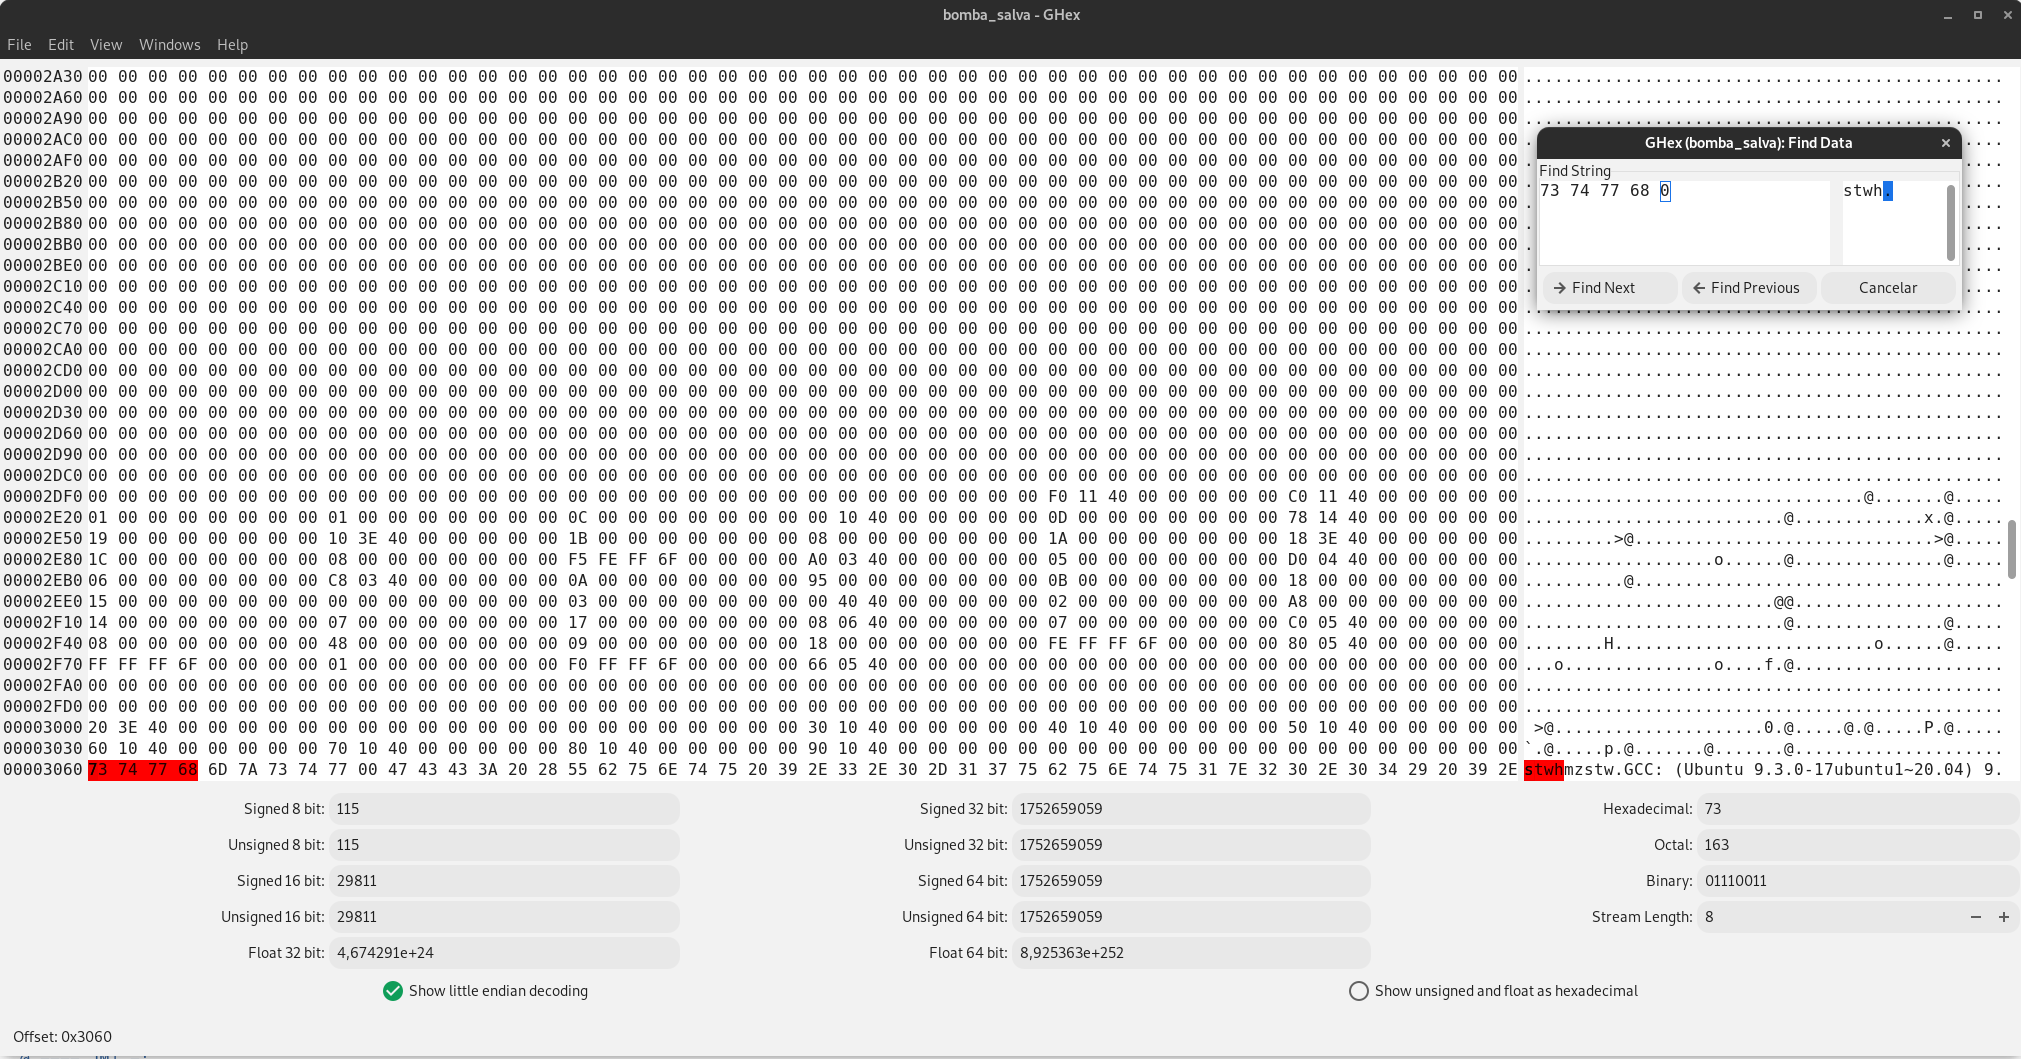 bomba_salva - GHex
File Edit View Windows Help
00002A30 00 00 00 00 00 00 00 00 00 00 00 00 00 00 00 00 00 00 00 00 00 00 00 00 00 00 00 00 00 00 00 00 00 00 00 00 00 00 00 00 00 00 00 00 00 00 00 00
00002A60 00 00 00 00 00 00 00 00 00 00 00 00 00 00 00 00 00 00 00 00 00 00 00 00 00 00 00 00 00 00 00 00 00 00 00 00 00 00 00 00 00 00 00 00 00 00 00 00
00002A90 00 00 00 00 00 00 00 00 00 00 00 00 00 00 00 00 00 00 00 00 00 00 00 00 00 00 00 00 00 00 00 00 00 00 00 00 00 00 00 00 00 00 00 00 00 00 00 00
00002AC0 00 00 00 00 00 00 00 00 00 00 00 00 00 00 00 00 00 00 00 00 00 00 00 00 00 00 00 00 00 00 00 00 00 00 00 00 00 00 00 00 00 00 00 00 00 00 00 00
00002AF0 00 00 00 00 00 00 00 00 00 00 00 00 00 00 00 00 00 00 00 00 00 00 00 00 00 00 00 00 00 00 00 00 00 00 00 00 00 00 00 00 00 00 00 00 00 00 00 00
00002B20 00 00 00 00 00 00 00 00 00 00 00 00 00 00 00 00 00 00 00 00 00 00 00 00 00 00 00 00 00 00 00 00 00 00 00 00 00 00 00 00 00 00 00 00 00 00 00 00
00002B50 00 00 00 00 00 00 00 00 00 00 00 00 00 00 00 00 00 00 00 00 00 00 00 00 00 00 00 00 00 00 00 00 00 00 00 00 00 00 00 00 00 00 00 00 00 00 00 00
00002B80 00 00 00 00 00 00 00 00 00 00 00 00 00 00 00 00 00 00 00 00 00 00 00 00 00 00 00 00 00 00 00 00 00 00 00 00 00 00 00 00 00 00 00 00 00 00 00 00
00002BB0 00 00 00 00 00 00 00 00 00 00 00 00 00 00 00 00 00 00 00 00 00 00 00 00 00 00 00 00 00 00 00 00 00 00 00 00 00 00 00 00 00 00 00 00 00 00 00 00
00002BE0 00 00 00 00 00 00 00 00 00 00 00 00 00 00 00 00 00 00 00 00 00 00 00 00 00 00 00 00 00 00 00 00 00 00 00 00 00 00 00 00 00 00 00 00 00 00 00 00
00002C10 00 00 00 00 00 00 00 00 00 00 00 00 00 00 00 00 00 00 00 00 00 00 00 00 00 00 00 00 00 00 00 00 00 00 00 00 00 00 00 00 00 00 00 00 00 00 00 00
00002C40 00 00 00 00 00 00 00 00 00 00 00 00 00 00 00 00 00 00 00 00 00 00 00 00 00 00 00 00 00 00 00 00 00 00 00 00 00 00 00 00 00 00 00 00 00 00 00 00
00002C70 00 00 00 00 00 00 00 00 00 00 00 00 00 00 00 00 00 00 00 00 00 00 00 00 00 00 00 00 00 00 00 00 00 00 00 00 00 00 00 00 00 00 00 00 00 00 00 00
00002CA0 00 00 00 00 00 00 00 00 00 00 00 00 00 00 00 00 00 00 00 00 00 00 00 00 00 00 00 00 00 00 00 00 00 00 00 00 00 00 00 00 00 00 00 00 00 00 00 00
00002CD0 00 00 00 00 00 00 00 00 00 00 00 00 00 00 00 00 00 00 00 00 00 00 00 00 00 00 00 00 00 00 00 00 00 00 00 00 00 00 00 00 00 00 00 00 00 00 00 00
00002D00 00 00 00 00 00 00 00 00 00 00 00 00 00 00 00 00 00 00 00 00 00 00 00 00 00 00 00 00 00 00 00 00 00 00 00 00 00 00 00 00 00 00 00 00 00 00 00 00
00002D30 00 00 00 00 00 00 00 00 00 00 00 00 00 00 00 00 00 00 00 00 00 00 00 00 00 00 00 00 00 00 00 00 00 00 00 00 00 00 00 00 00 00 00 00 00 00 00 00
00002D60 00 00 00 00 00 00 00 00 00 00 00 00 00 00 00 00 00 00 00 00 00 00 00 00 00 00 00 00 00 00 00 00 00 00 00 00 00 00 00 00 00 00 00 00 00 00 00 00
00002D90 00 00 00 00 00 00 00 00 00 00 00 00 00 00 00 00 00 00 00 00 00 00 00 00 00 00 00 00 00 00 00 00 00 00 00 00 00 00 00 00 00 00 00 00 00 00 00 00
00002DC0 00 00 00 00 00 00 00 00 00 00 00 00 00 00 00 00 00 00 00 00 00 00 00 00 00 00 00 00 00 00 00 00 00 00 00 00 00 00 00 00 00 00 00 00 00 00 00 00
00002DF0 00 00 00 00 00 00 00 00 00 00 00 00 00 00 00 00 00 00 00 00 00 00 00 00 00 00 00 00 00 00 00 00 F0 11 40 00 00 00 00 00 C0 11 40 00 00 00 00 00 ..................................@.......@.....
00002E20 01 00 00 00 00 00 00 00 01 00 00 00 00 00 00 00 0C 00 00 00 00 00 00 00 00 10 40 00 00 00 00 00 0D 00 00 00 00 00 00 00 78 14 40 00 00 00 00 00 ..........................@.............x.@.....
00002E50 19 00 00 00 00 00 00 00 10 3E 40 00 00 00 00 00 1B 00 00 00 00 00 00 00 08 00 00 00 00 00 00 00 1A 00 00 00 00 00 00 00 18 3E 40 00 00 00 00 00 .........>@..............................>@.....
00002E80 1C 00 00 00 00 00 00 00 08 00 00 00 00 00 00 00 F5 FE FF 6F 00 00 00 00 A0 03 40 00 00 00 00 00 05 00 00 00 00 00 00 00 D0 04 40 00 00 00 00 00 ...................o......@...............@.....
00002EB0 06 00 00 00 00 00 00 00 C8 03 40 00 00 00 00 00 0A 00 00 00 00 00 00 00 95 00 00 00 00 00 00 00 0B 00 00 00 00 00 00 00 18 00 00 00 00 00 00 00 ..........@.....................................
00002EE0 15 00 00 00 00 00 00 00 00 00 00 00 00 00 00 00 03 00 00 00 00 00 00 00 00 40 40 00 00 00 00 00 02 00 00 00 00 00 00 00 A8 00 00 00 00 00 00 00 .........................@@.....................
00002F10 14 00 00 00 00 00 00 00 07 00 00 00 00 00 00 00 17 00 00 00 00 00 00 00 08 06 40 00 00 00 00 00 07 00 00 00 00 00 00 00 C0 05 40 00 00 00 00 00 ..........................@...............@.....
00002F40 08 00 00 00 00 00 00 00 48 00 00 00 00 00 00 00 09 00 00 00 00 00 00 00 18 00 00 00 00 00 00 00 FE FF FF 6F 00 00 00 00 80 05 40 00 00 00 00 00 ........H..........................o......@.....
00002F70 FF FF FF 6F 00 00 00 00 01 00 00 00 00 00 00 00 F0 FF FF 6F 00 00 00 00 66 05 40 00 00 00 00 00 00 00 00 00 00 00 00 00 00 00 00 00 00 00 00 00 ...o...............o....f.@.....................
00002FA0 00 00 00 00 00 00 00 00 00 00 00 00 00 00 00 00 00 00 00 00 00 00 00 00 00 00 00 00 00 00 00 00 00 00 00 00 00 00 00 00 00 00 00 00 00 00 00 00 ................................................
00002FD0 00 00 00 00 00 00 00 00 00 00 00 00 00 00 00 00 00 00 00 00 00 00 00 00 00 00 00 00 00 00 00 00 00 00 00 00 00 00 00 00 00 00 00 00 00 00 00 00 ................................................
00003000 20 3E 40 00 00 00 00 00 00 00 00 00 00 00 00 00 00 00 00 00 00 00 00 00 30 10 40 00 00 00 00 00 40 10 40 00 00 00 00 00 50 10 40 00 00 00 00 00  >@.....................0.@.....@.@.....P.@.....
00003030 60 10 40 00 00 00 00 00 70 10 40 00 00 00 00 00 80 10 40 00 00 00 00 00 90 10 40 00 00 00 00 00 00 00 00 00 00 00 00 00 00 00 00 00 00 00 00 00 `.@.....p.@.......@.......@.....................
00003060 73 74 77 68 6D 7A 73 74 77 00 47 43 43 3A 20 28 55 62 75 6E 74 75 20 39 2E 33 2E 30 2D 31 37 75 62 75 6E 74 75 31 7E 32 30 2E 30 34 29 20 39 2E stwhmzstw.GCC: (Ubuntu 9.3.0-17ubuntu1~20.04) 9.
GHex (bomba_salva): Find Data
Find String
73 74 77 68 0 stwh.
Find Next Find Previous Cancelar
Signed 8 bit: 115 Signed 32 bit: 1752659059 Hexadecimal: 73
Unsigned 8 bit: 115 Unsigned 32 bit: 1752659059 Octal: 163
Signed 16 bit: 29811 Signed 64 bit: 1752659059 Binary: 01110011
Unsigned 16 bit: 29811 Unsigned 64 bit: 1752659059 Stream Length: 8
Float 32 bit: 4,674291e+24 Float 64 bit: 8,925363e+252
Show little endian decoding Show unsigned and float as hexadecimal
Offset: 0x3060